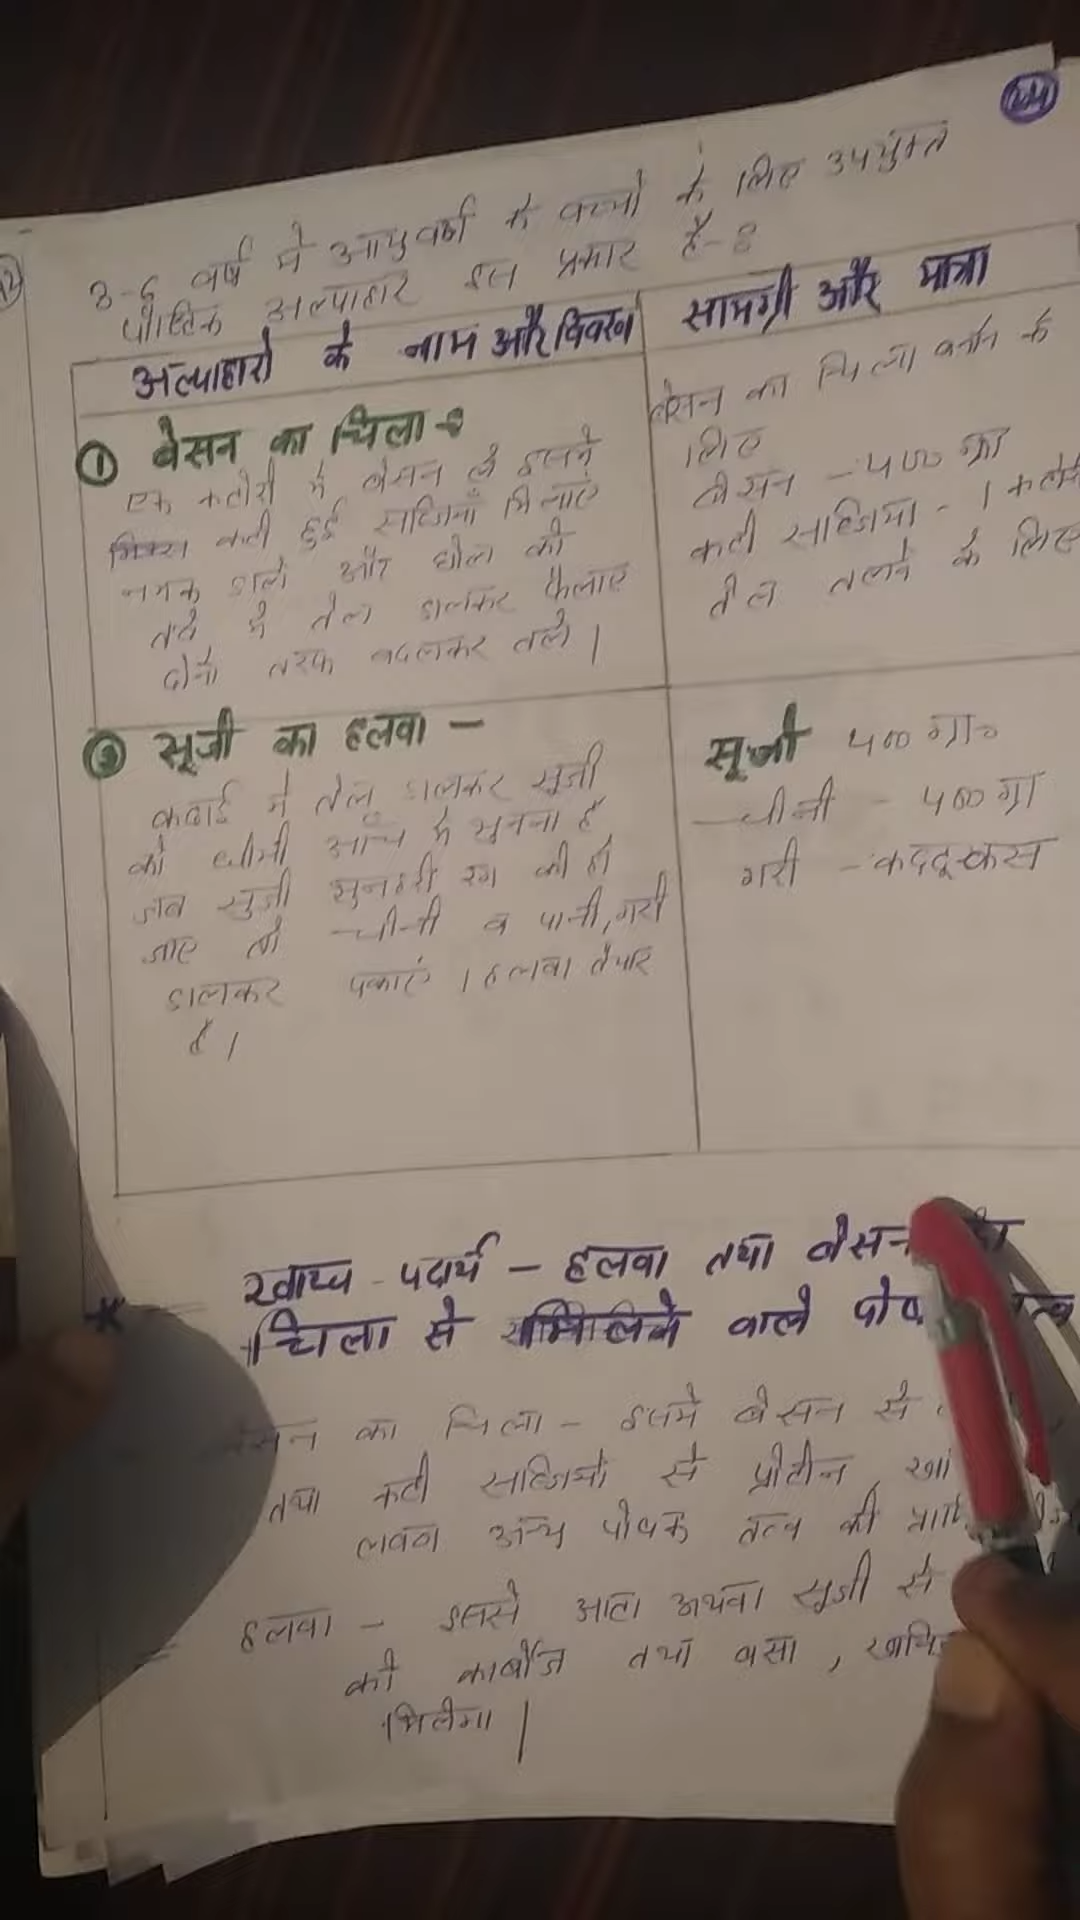 44
3-6 वर्ष में आयुवर्ग के बच्चो के लिए उपयुक्त
पौष्टिक अल्पाहार इस प्रकार है-:
अल्पाहारो के नाम और विवरण
सामग्री और मात्रा
① बेसन का चिला -:
एक कटोरी में बेसन ले इसमे
कटी हुई सब्जियाँ मिलाएं
नमक डाले और घोल को
तवे में तेल डालकर फैलाए
दोनो तरफ बदलकर तले।
बेसन का चिला बनाने के
लिए
बेसन - 400 ग्रा
कटी सब्जिया - 1 कटोरी
तेल तलने के लिए
② सूजी का हलवा -
कढाई में तेल डालकर सूजी
को धीमी आँच में भुनना है
जब सुजी सुनहरी रंग की हो
जाए तो चीनी व पानी, गरी
डालकर पकाएं। हलवा तैयार
है।
सूजी 400 ग्रा०
चीनी - 400 ग्रा
गरी - कददूकस
खाद्य पदार्थ - हलवा तथा बेसन
चिला से वाले
का चिला - इसमे बेसन से
तथा कटी सब्जियो से प्रोटीन,
लवण अन्य पोषक तत्व की
हलवा - इससे आटा अथवा सूजी से
को कार्बोज तथा वसा,
मिलेगा।